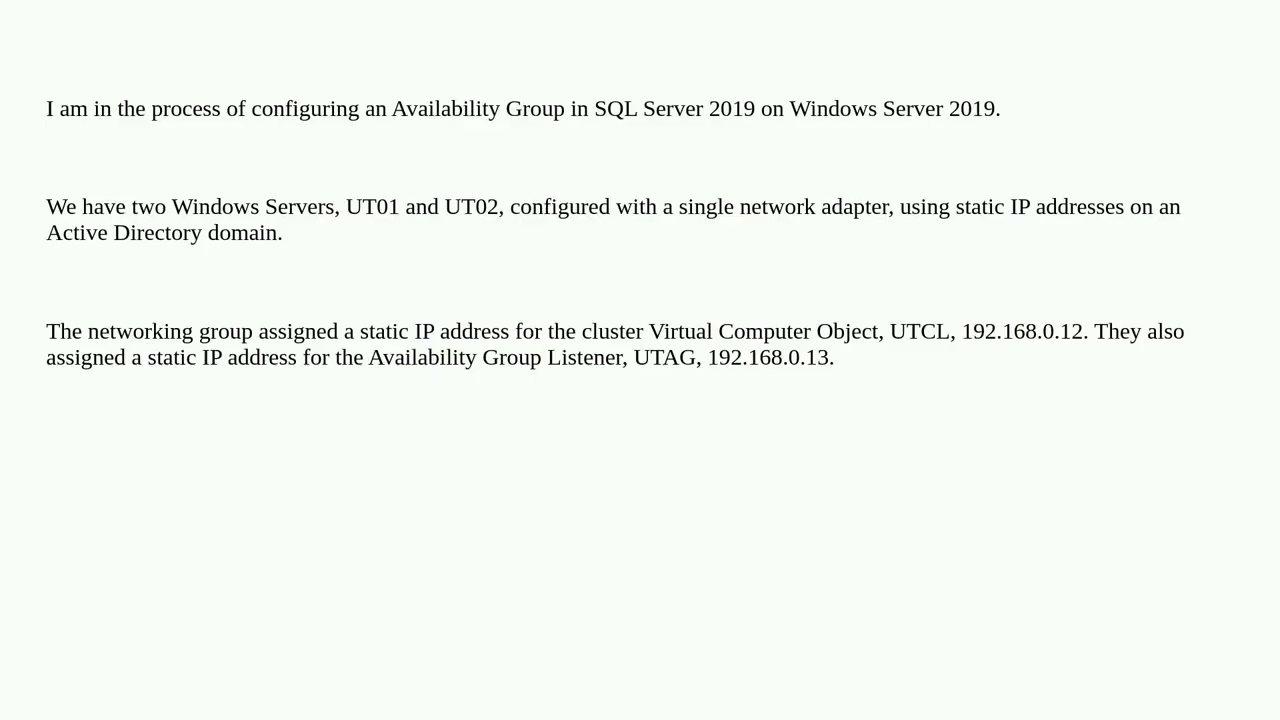 I am in the process of configuring an Availability Group in SQL Server 2019 on Windows Server 2019.
We have two Windows Servers, UT01 and UT02, configured with a single network adapter, using static IP addresses on an
Active Directory domain.
The networking group assigned a static IP address for the cluster Virtual Computer Object, UTCL, 192.168.0.12. They also
assigned a static IP address for the Availability Group Listener, UTAG, 192.168.0.13.